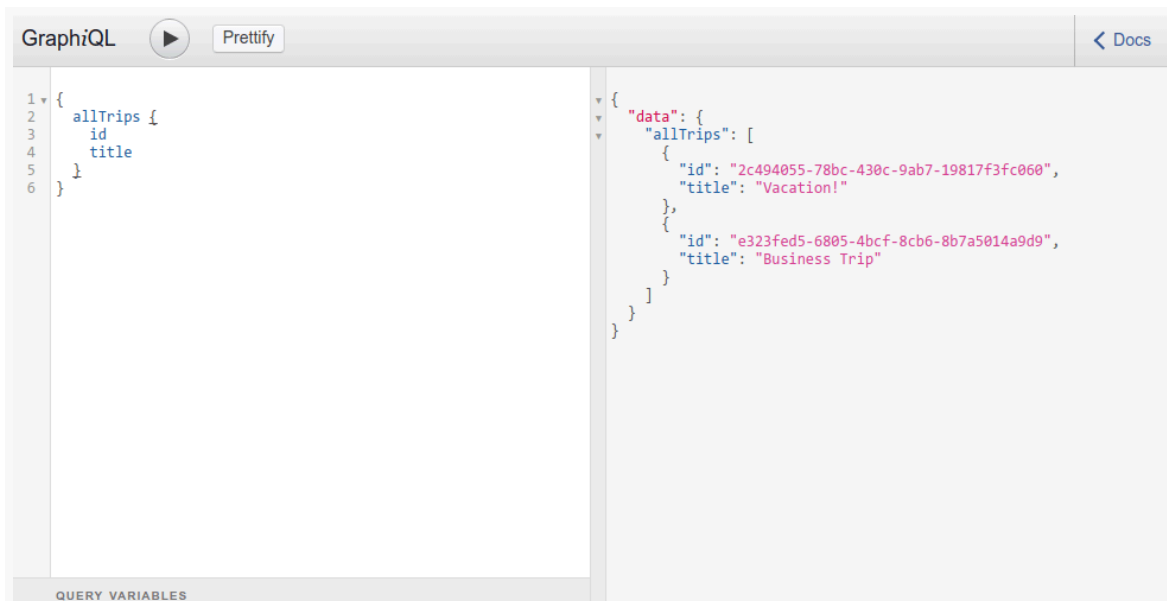 GraphiQL Prettify Docs
1 {
2 allTrips {
3 id
4 title
5 }
6 }
{
"data": {
"allTrips": [
{
"id": "2c494055-78bc-430c-9ab7-19817f3fc060",
"title": "Vacation!"
},
{
"id": "e323fed5-6805-4bcf-8cb6-8b7a5014a9d9",
"title": "Business Trip"
}
]
}
}
QUERY VARIABLES